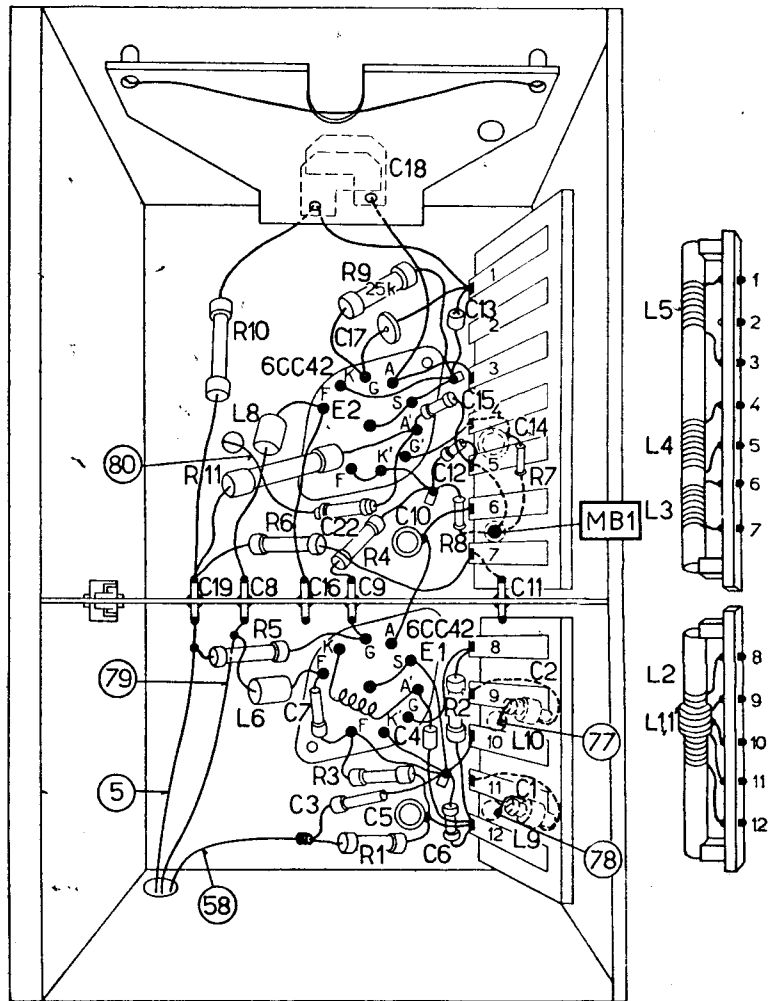 C18
R9
25k
1
C13
C17
2
R10
6CC42
3
K
G
A
F
S
C15
E2
L8
A'
4
C14
G'
80
K'
5
R11
F
C12
R7
C22
C10
6
MB1
R6
R8
R4
7
C19
C8
C16
C9
C11
6CC42
A
R5
K
G
E1
8
F
S
79
A'
9
C2
L6
C7
G'
R2
K'
C4
L10
77
F
10
R3
5
11
C1
C3
C5
12
L9
R1
C6
78
58
L5
1
2
3
4
L4
5
6
L3
7
L2
8
9
L11
10
11
12